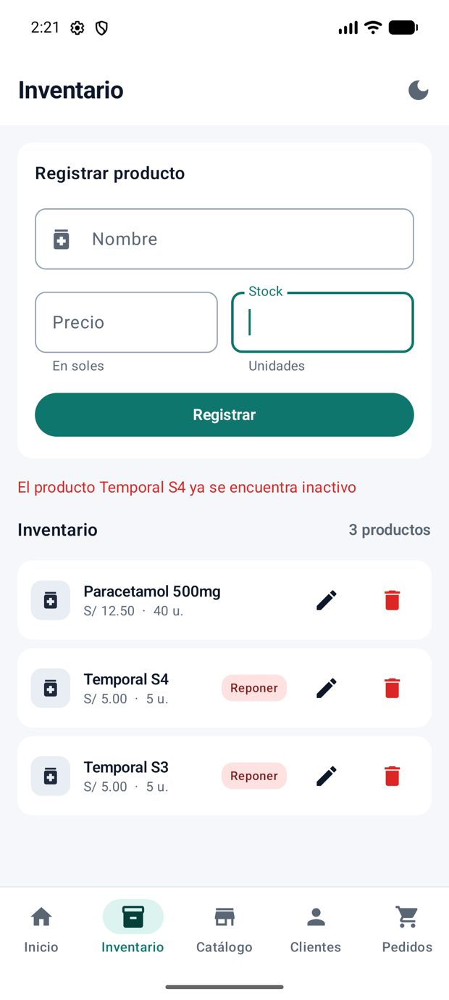 2:21
Inventario
Registrar producto
Nombre
Precio
Stock
En soles
Unidades
Registrar
El producto Temporal S4 ya se encuentra inactivo
Inventario
3 productos
Paracetamol 500mg
S/ 12.50 · 40 u.
Temporal S4
S/ 5.00 · 5 u.
Reponer
Temporal S3
S/ 5.00 · 5 u.
Reponer
Inicio
Inventario
Catálogo
Clientes
Pedidos